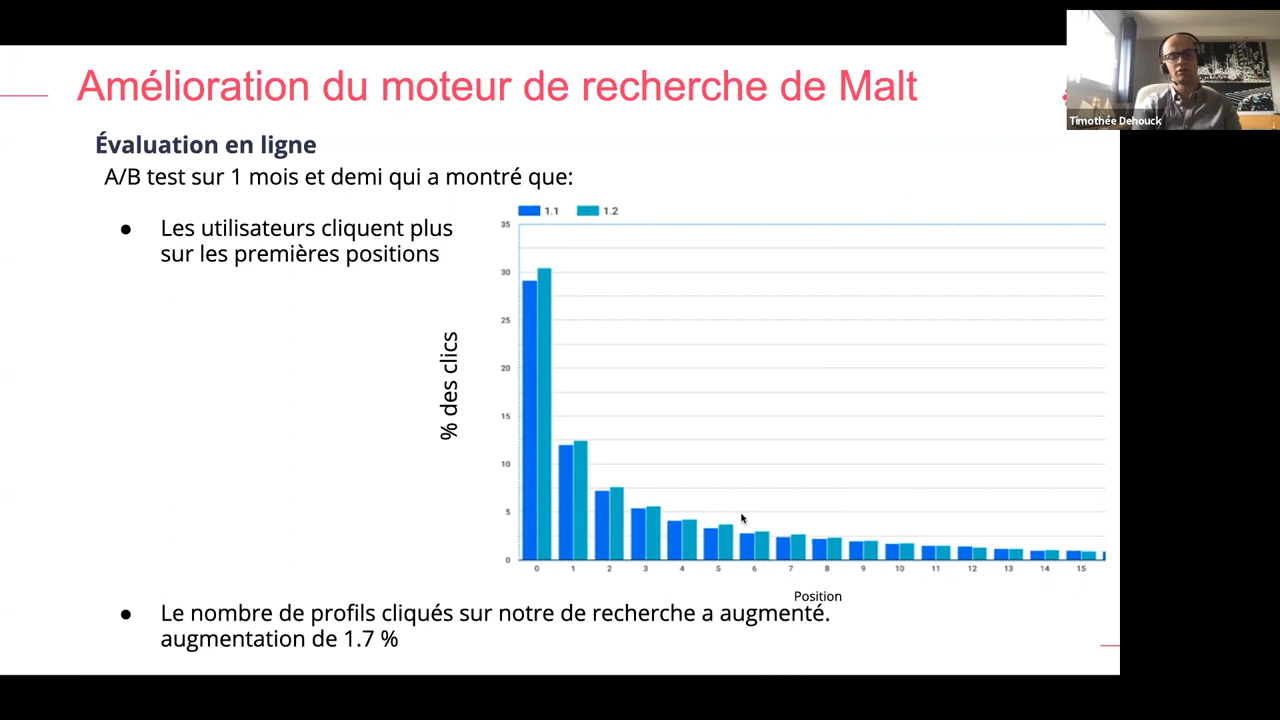 Amélioration du moteur de recherche de Malt
Timothée Dehouck
Évaluation en ligne
A/B test sur 1 mois et demi qui a montré que:
● Les utilisateurs cliquent plus
sur les premières positions
1.1 1.2
35
30
25
20
15
10
5
0
% des clics
0 1 2 3 4 5 6 7 8 9 10 11 12 13 14 15
Position
● Le nombre de profils cliqués sur notre de recherche a augmenté.
augmentation de 1.7 %